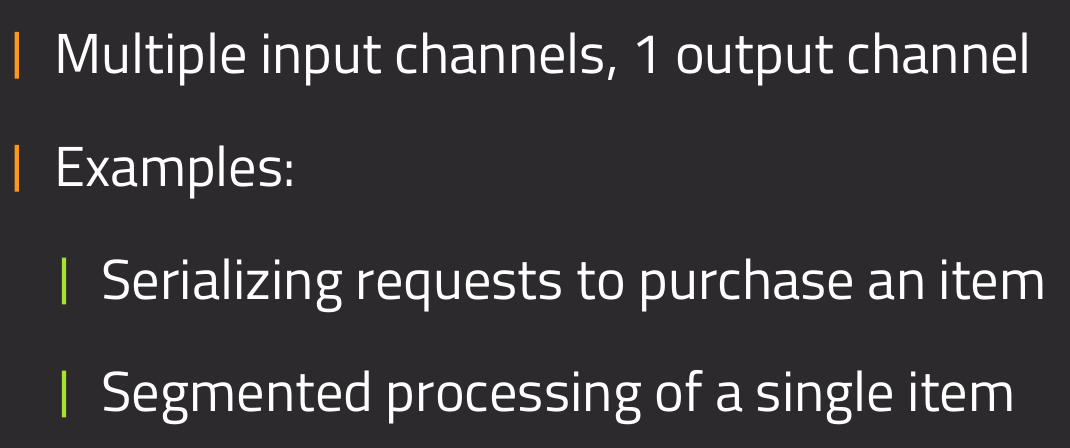 Multiple input channels, 1 output channel
Examples:
Serializing requests to purchase an item
Segmented processing of a single item